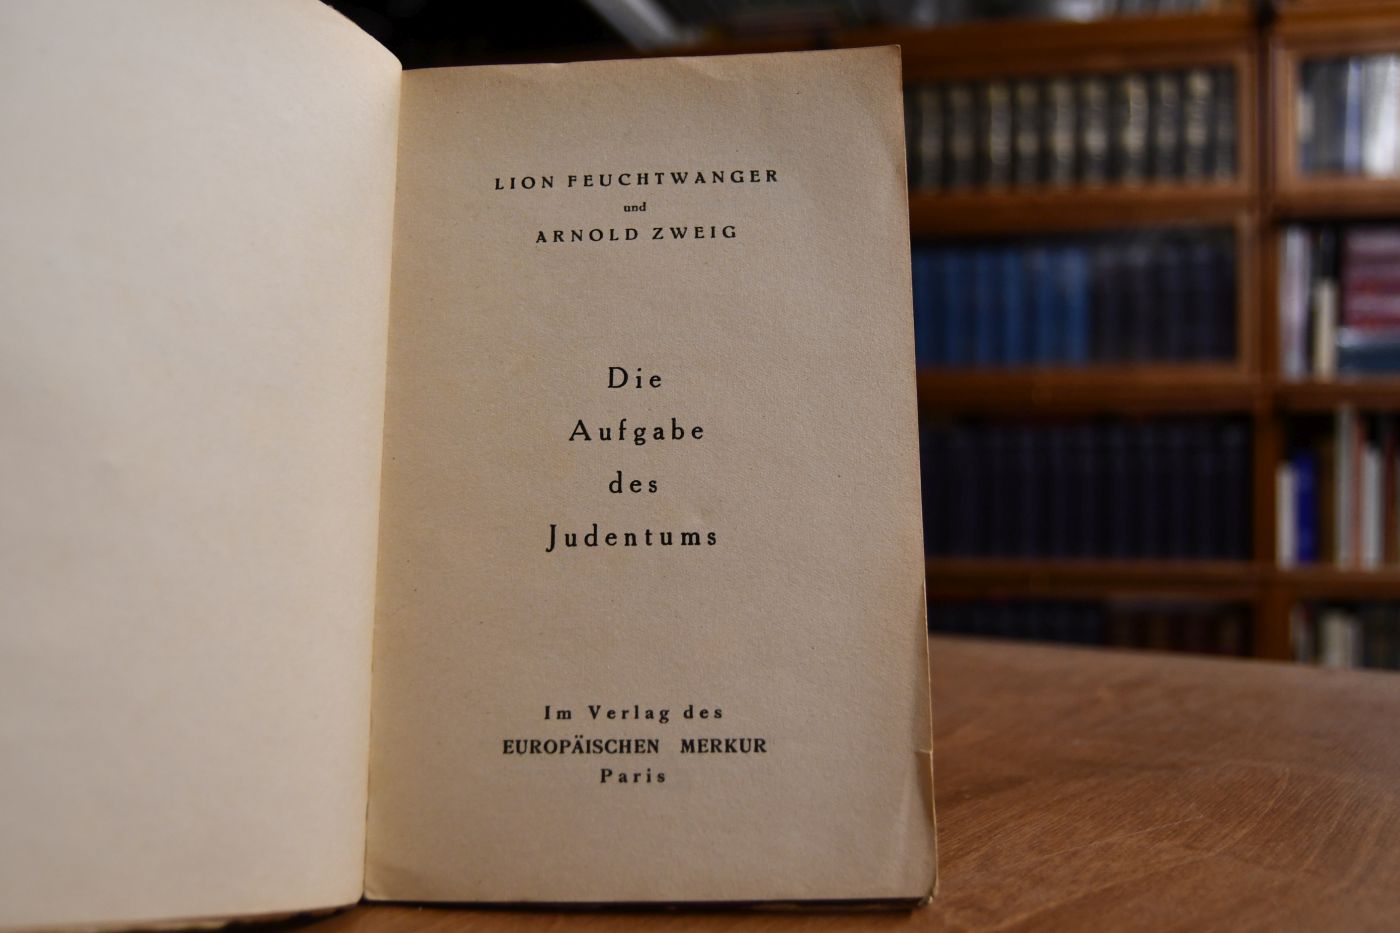 LION FEUCHTWANGER
und
ARNOLD ZWEIG
Die
Aufgabe
des
Judentums
Im Verlag des
EUROPÄISCHEN MERKUR
Paris